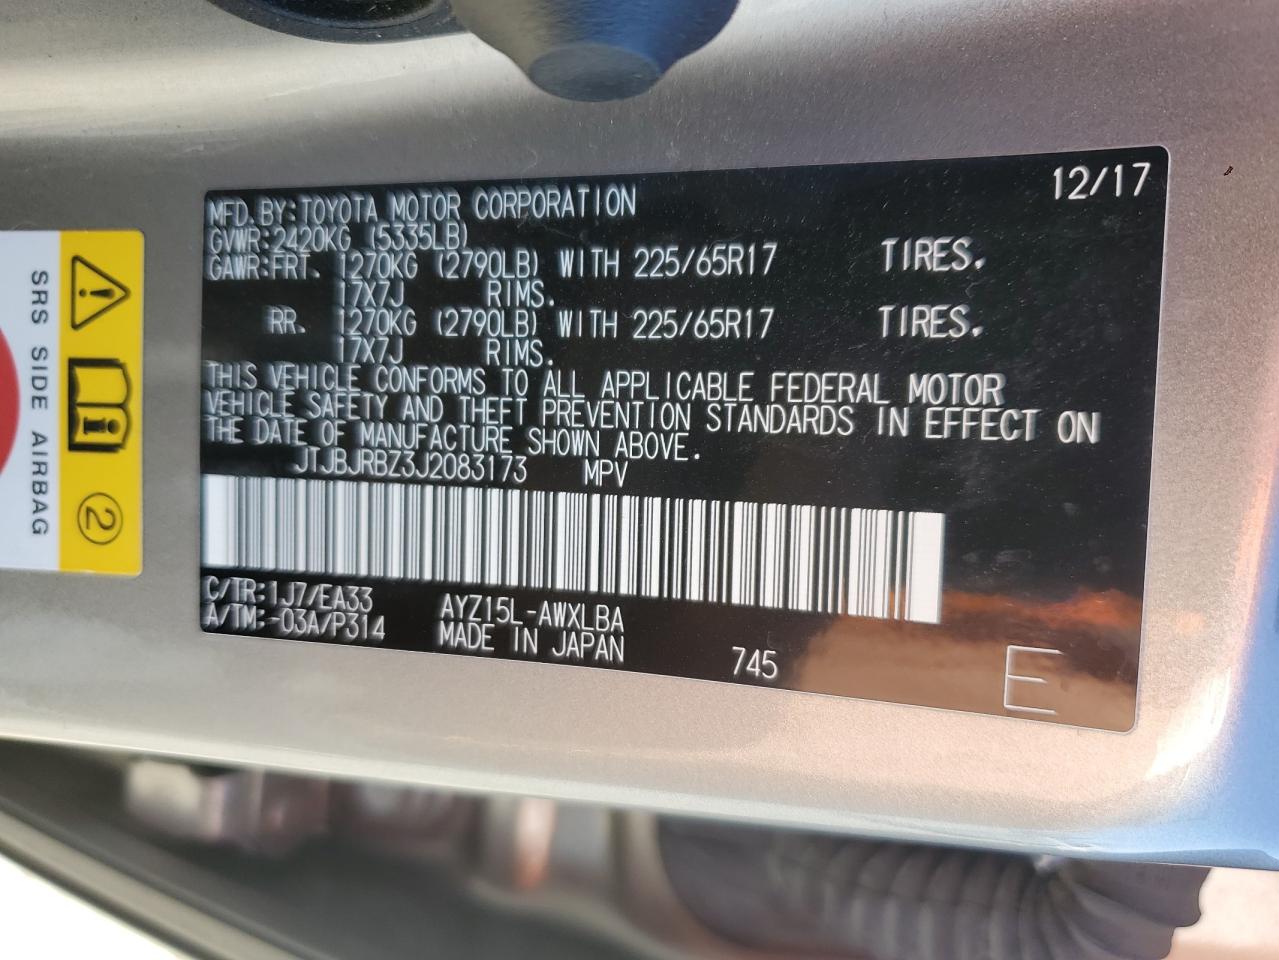 12/17
MFD.BY:TOYOTA MOTOR CORPORATION
GVWR:2420KG (5335LB)
GAWR:FRT. 1270KG (2790LB) WITH 225/65R17 TIRES.
17X7J RIMS.
RR. 1270KG (2790LB) WITH 225/65R17 TIRES.
17X7J RIMS.
THIS VEHICLE CONFORMS TO ALL APPLICABLE FEDERAL MOTOR
VEHICLE SAFETY AND THEFT PREVENTION STANDARDS IN EFFECT ON
THE DATE OF MANUFACTURE SHOWN ABOVE.
JTJBJRBZ3J2083173 MPV
C/TR:1J7/EA33 AYZ15L-AWXLBA
A/TM:-03A/P314 MADE IN JAPAN 745
E
SRS SIDE AIRBAG
2